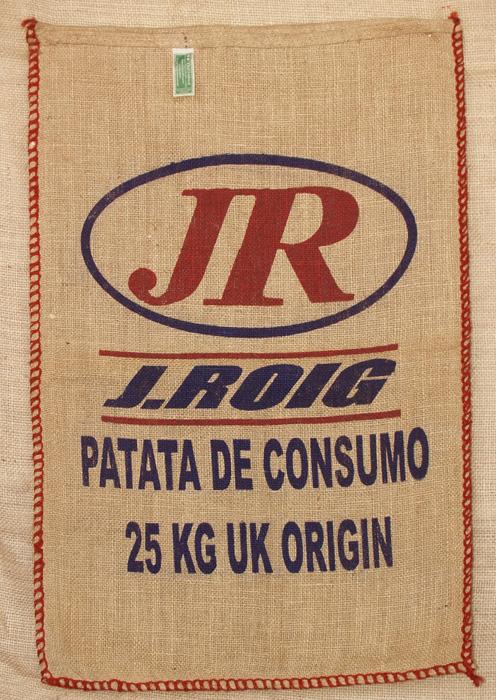 JR
J.ROIG
PATATA DE CONSUMO
25 KG UK ORIGIN